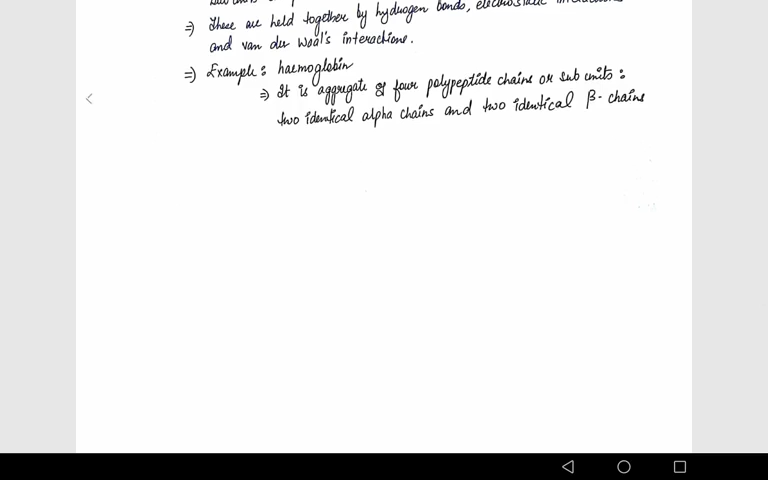 =) These are held together by hydrogen bonds, electrostatic
and van der Waal's interactions.
=) Example: haemoglobin
=) It is aggregate of four polypeptide chains or sub units:
two identical alpha chains and two identical β-chains